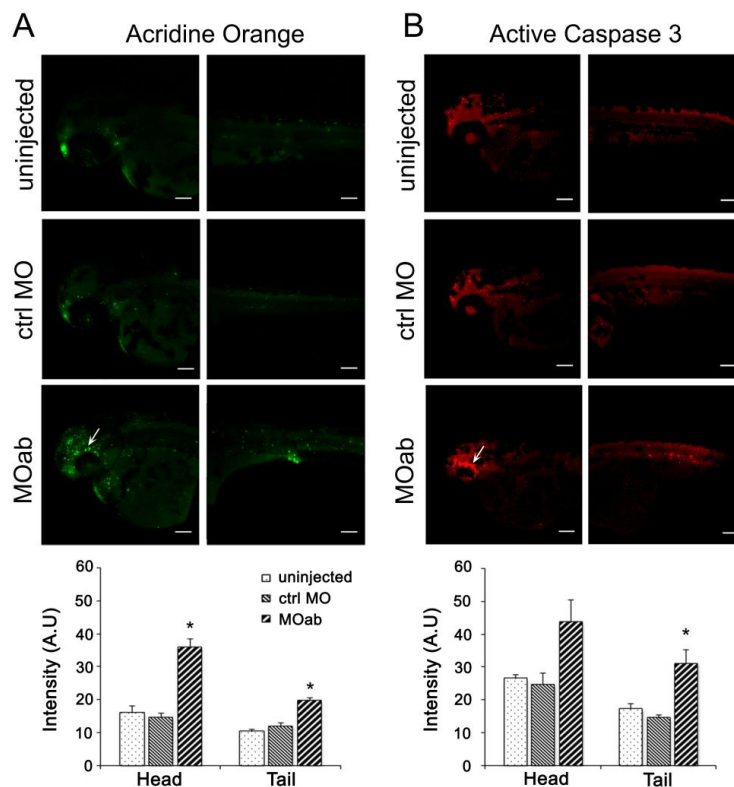 A
Acridine Orange
uninjected
ctrl MO
MOab
Intensity (A.U)
60
50
40
30
20
10
0
uninjected
ctrl MO
MOab
*
*
Head
Tail
B
Active Caspase 3
uninjected
ctrl MO
MOab
Intensity (A.U)
60
50
40
30
20
10
0
*
Head
Tail